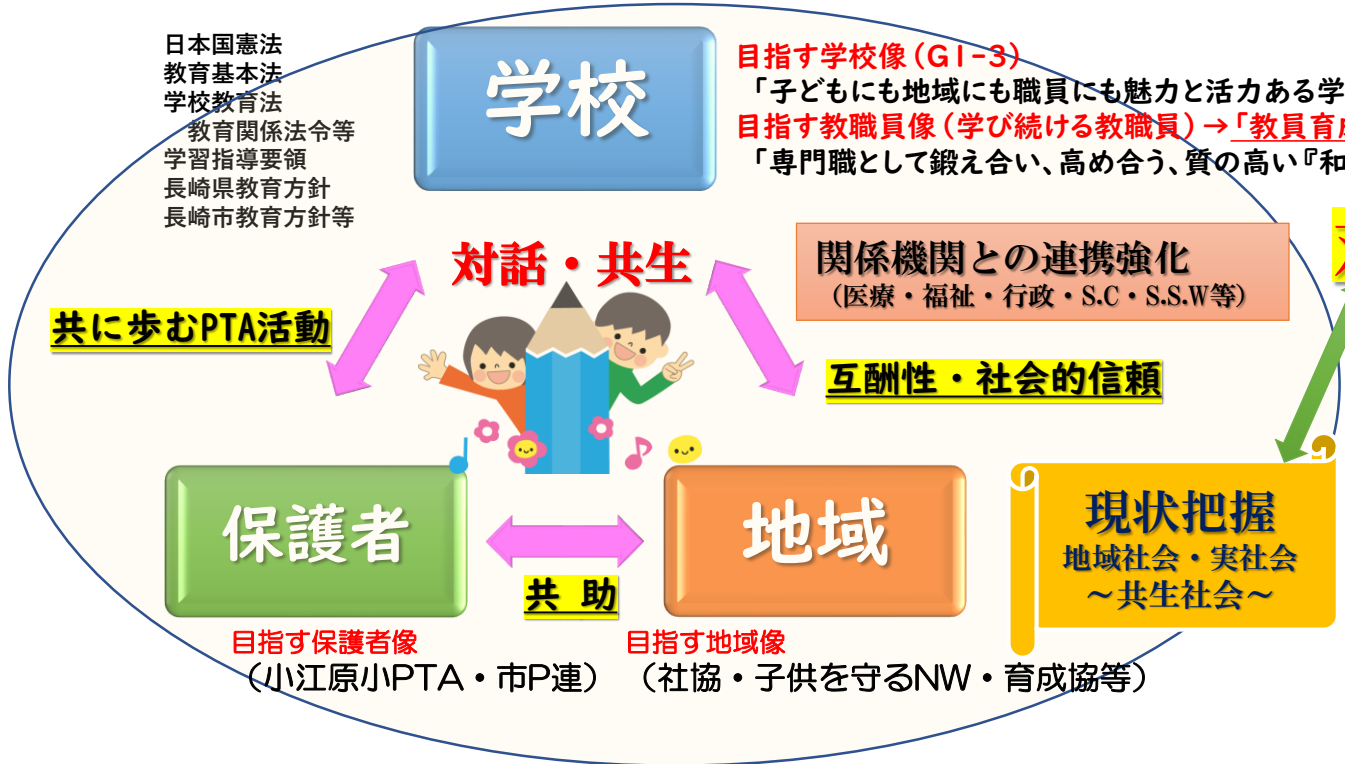 日本国憲法
教育基本法
学校教育法
教育関係法令等
学習指導要領
長崎県教育方針
長崎市教育方針等
学校
目指す学校像(G1-3)
「子どもにも地域にも職員にも魅力と活力ある学
目指す教職員像(学び続ける教職員)→「教員育成
「専門職として鍛え合い、高め合う、質の高い『和
対話・共生
関係機関との連携強化
(医療・福祉・行政・S.C・S.S.W等)
共に歩むPTA活動
互酬性・社会的信頼
保護者
地域
共 助
現状把握
地域社会・実社会
~共生社会~
目指す保護者像
(小江原小PTA・市P連)
目指す地域像
(社協・子供を守るNW・育成協等)